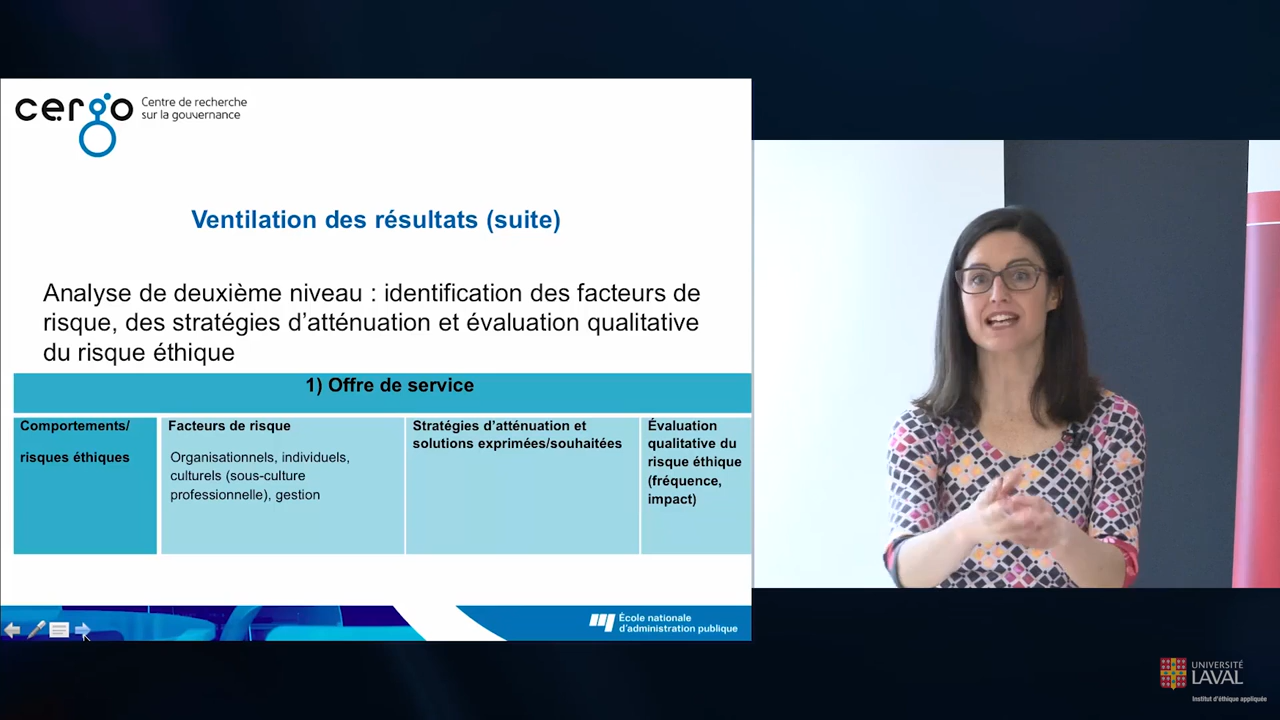 cergo
Centre de recherche
sur la gouvernance
Ventilation des résultats (suite)
Analyse de deuxième niveau : identification des facteurs de
risque, des stratégies d’atténuation et évaluation qualitative
du risque éthique
1) Offre de service
Comportements/
risques éthiques
Facteurs de risque
Organisationnels, individuels,
culturels (sous-culture
professionnelle), gestion
Stratégies d’atténuation et
solutions exprimées/souhaitées
Évaluation
qualitative du
risque éthique
(fréquence,
impact)
École nationale
d’administration publique
UNIVERSITÉ
LAVAL
Institut d’éthique appliquée